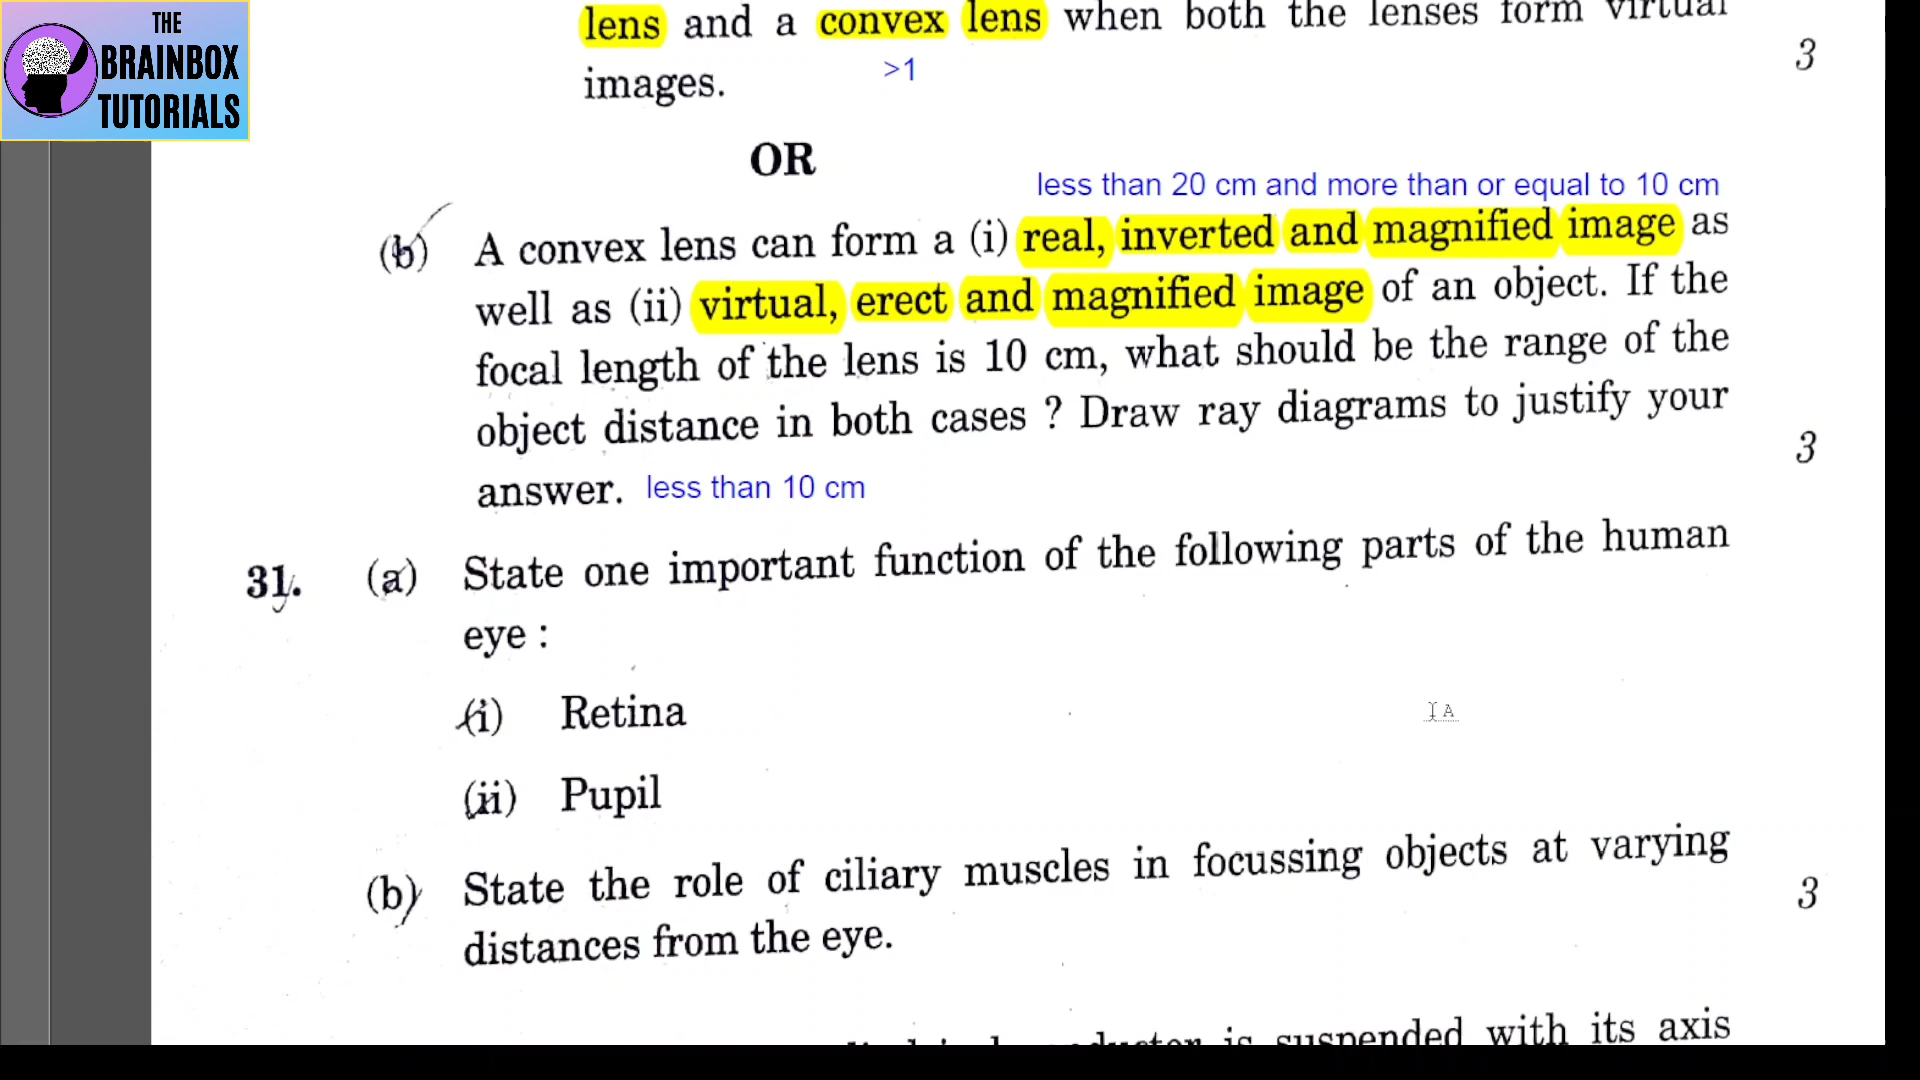 THE
BRAINBOX
TUTORIALS
lens and a convex lens when both the lenses form virtual
images.
>1
3
OR
less than 20 cm and more than or equal to 10 cm
(b) A convex lens can form a (i) real, inverted and magnified image as
well as (ii) virtual, erect and magnified image of an object. If the
focal length of the lens is 10 cm, what should be the range of the
object distance in both cases ? Draw ray diagrams to justify your
answer. less than 10 cm
3
31. (a) State one important function of the following parts of the human
eye :
(i) Retina
(ii) Pupil
(b) State the role of ciliary muscles in focussing objects at varying
distances from the eye.
3
is suspended with its axis